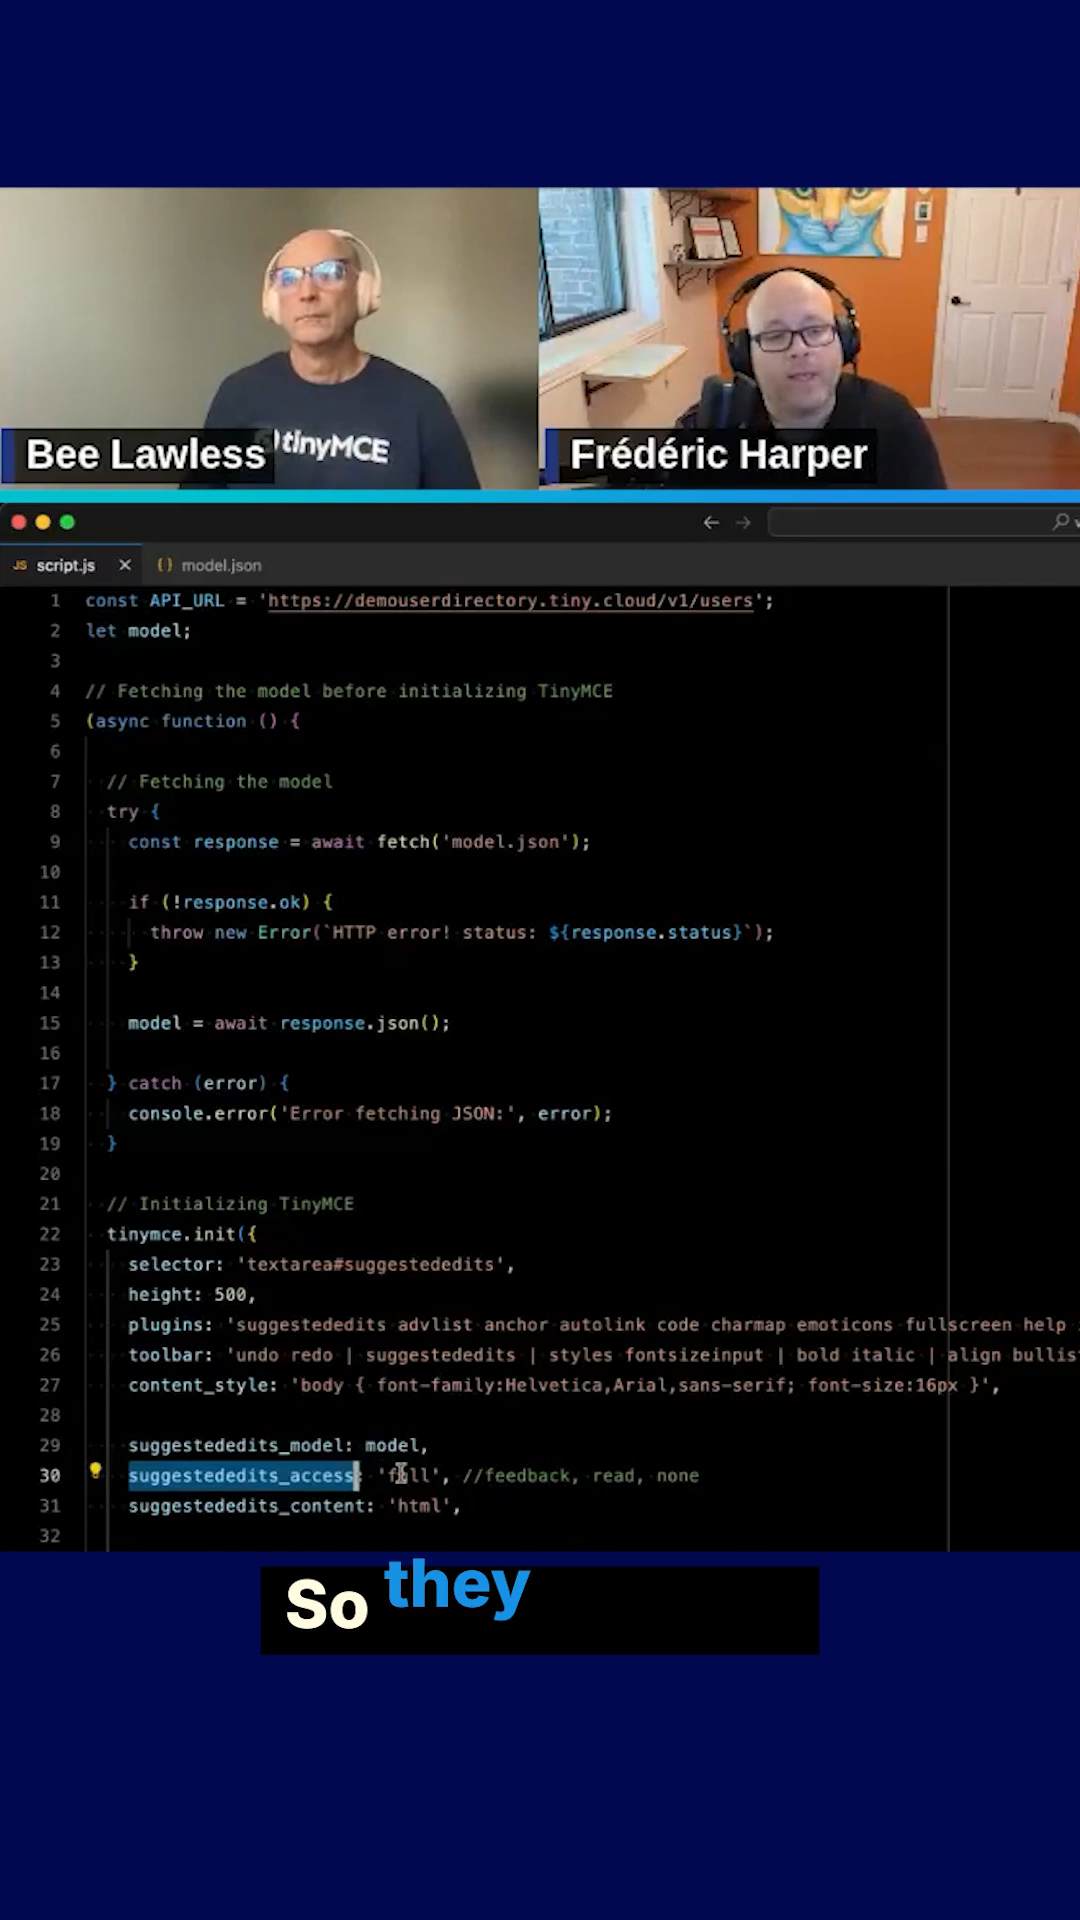 tinyMCE
Bee Lawless
Frédéric Harper
JS script.js
{} model.json
1 const API_URL = 'https://demouserdirectory.tiny.cloud/v1/users';
2 let model;
3
4 // Fetching the model before initializing TinyMCE
5 (async function () {
6
7 // Fetching the model
8 try {
9 const response = await fetch('model.json');
10
11 if (!response.ok) {
12 throw new Error(`HTTP error! status: ${response.status}`);
13 }
14
15 model = await response.json();
16
17 } catch (error) {
18 console.error('Error fetching JSON:', error);
19 }
20
21 // Initializing TinyMCE
22 tinymce.init({
23 selector: 'textarea#suggestededits',
24 height: 500,
25 plugins: 'suggestededits advlist anchor autolink code charmap emoticons fullscreen help
26 toolbar: 'undo redo | suggestededits | styles fontsizeinput | bold italic | align bullis
27 content_style: 'body { font-family:Helvetica,Arial,sans-serif; font-size:16px }',
28
29 suggestededits_model: model,
30 suggestededits_access: 'full', //feedback, read, none
31 suggestededits_content: 'html',
32
So they